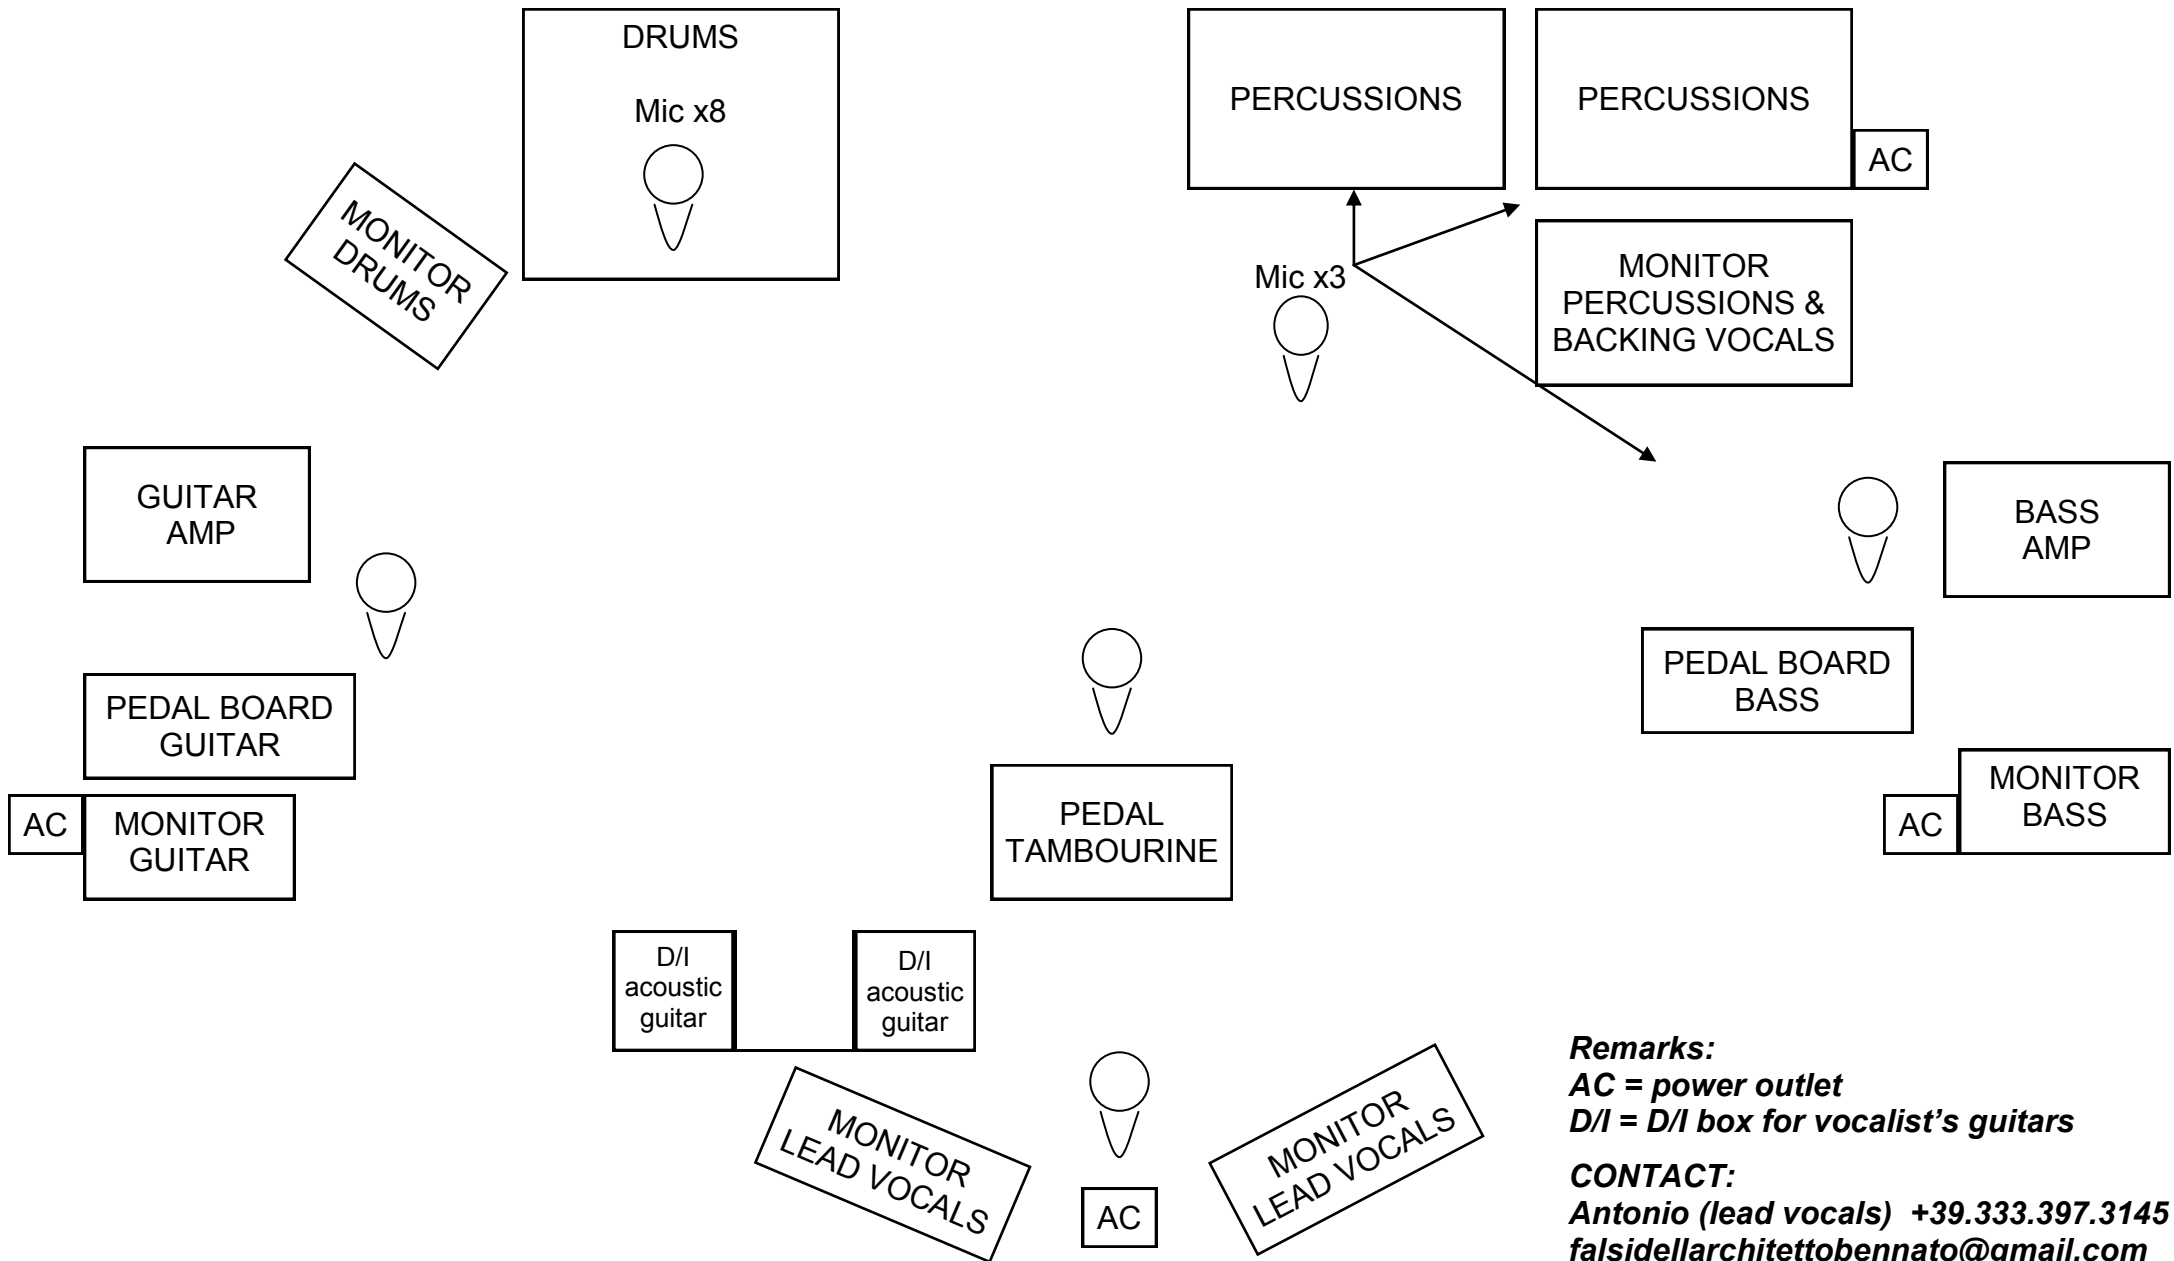 DRUMS
Mic x8
PERCUSSIONS
PERCUSSIONS
AC
MONITOR
DRUMS
Mic x3
MONITOR
PERCUSSIONS &
BACKING VOCALS
GUITAR
AMP
BASS
AMP
PEDAL BOARD
GUITAR
PEDAL BOARD
BASS
AC
MONITOR
GUITAR
PEDAL
TAMBOURINE
AC
MONITOR
BASS
D/I
acoustic
guitar
D/I
acoustic
guitar
MONITOR
LEAD VOCALS
AC
MONITOR
LEAD VOCALS
Remarks:
AC = power outlet
D/I = D/I box for vocalist’s guitars
CONTACT:
Antonio (lead vocals)  +39.333.397.3145
falsidellarchitettobennato@gmail.com